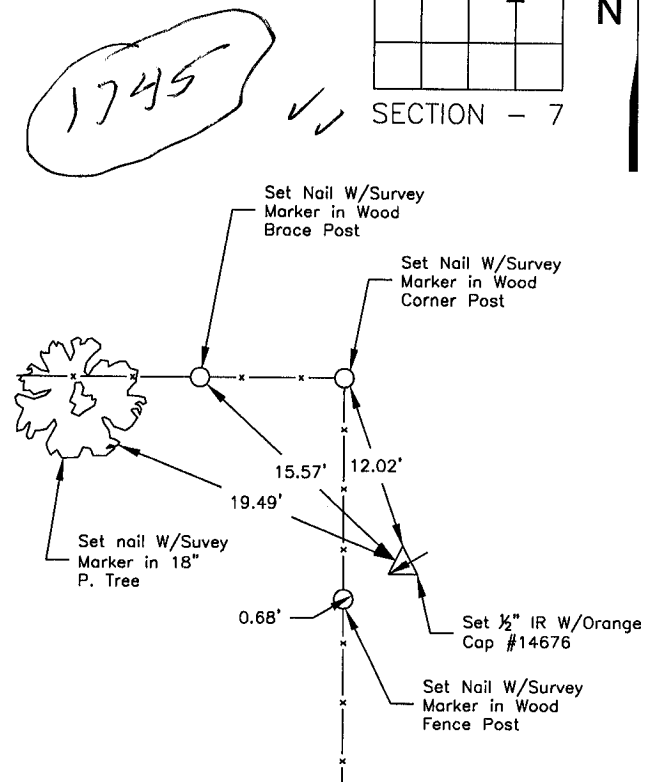 N
1745
SECTION - 7
Set Nail W/Survey
Marker in Wood
Brace Post
Set Nail W/Survey
Marker in Wood
Corner Post
15.57'
12.02'
19.49'
Set nail W/Suvey
Marker in 18"
P. Tree
0.68'
Set ½" IR W/Orange
Cap #14676
Set Nail W/Survey
Marker in Wood
Fence Post